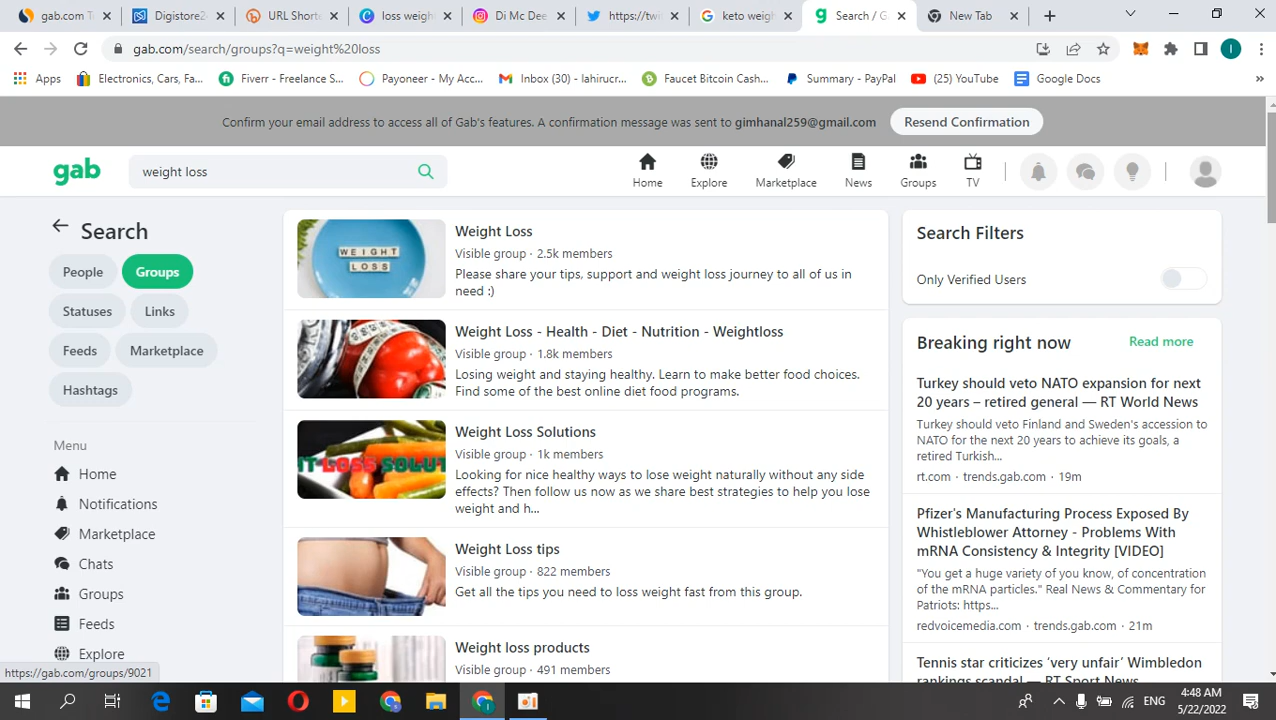 gab.com T
Digistore2
URL Shorte
loss weigh
Di Mc Dee
https://twi
keto weigh
Search / G
New Tab
gab.com/search/groups?q=weight%20loss
Apps
Electronics, Cars, Fa...
Fiverr - Freelance S...
Payoneer - My Acc...
Inbox (30) - lahirucr...
Faucet Bitcoin Cash...
Summary - PayPal
(25) YouTube
Google Docs
Confirm your email address to access all of Gab's features. A confirmation message was sent to gimhanal259@gmail.com
Resend Confirmation
gab
weight loss
Home
Explore
Marketplace
News
Groups
TV
Search
People
Groups
Statuses
Links
Feeds
Marketplace
Hashtags
Menu
Home
Notifications
Marketplace
Chats
Groups
Feeds
Explore
https://gab.com/groups/9021
WEIGHT
LOSS
Weight Loss
Visible group · 2.5k members
Please share your tips, support and weight loss journey to all of us in
need :)
Weight Loss - Health - Diet - Nutrition - Weightloss
Visible group · 1.8k members
Losing weight and staying healthy. Learn to make better food choices.
Find some of the best online diet food programs.
Weight Loss Solutions
Visible group · 1k members
Looking for nice healthy ways to lose weight naturally without any side
effects? Then follow us now as we share best strategies to help you lose
weight and h...
Weight Loss tips
Visible group · 822 members
Get all the tips you need to loss weight fast from this group.
Weight loss products
Visible group · 491 members
Search Filters
Only Verified Users
Breaking right now
Read more
Turkey should veto NATO expansion for next
20 years – retired general — RT World News
Turkey should veto Finland and Sweden's accession to
NATO for the next 20 years to achieve its goals, a
retired Turkish...
rt.com · trends.gab.com · 19m
Pfizer's Manufacturing Process Exposed By
Whistleblower Attorney - Problems With
mRNA Consistency & Integrity [VIDEO]
"You get a huge variety of you know, of concentration
of the mRNA particles." Real News & Commentary for
Patriots: https...
redvoicemedia.com · trends.gab.com · 21m
Tennis star criticizes 'very unfair' Wimbledon
rankings scandal — RT Sport News
ENG
4:48 AM
5/22/2022